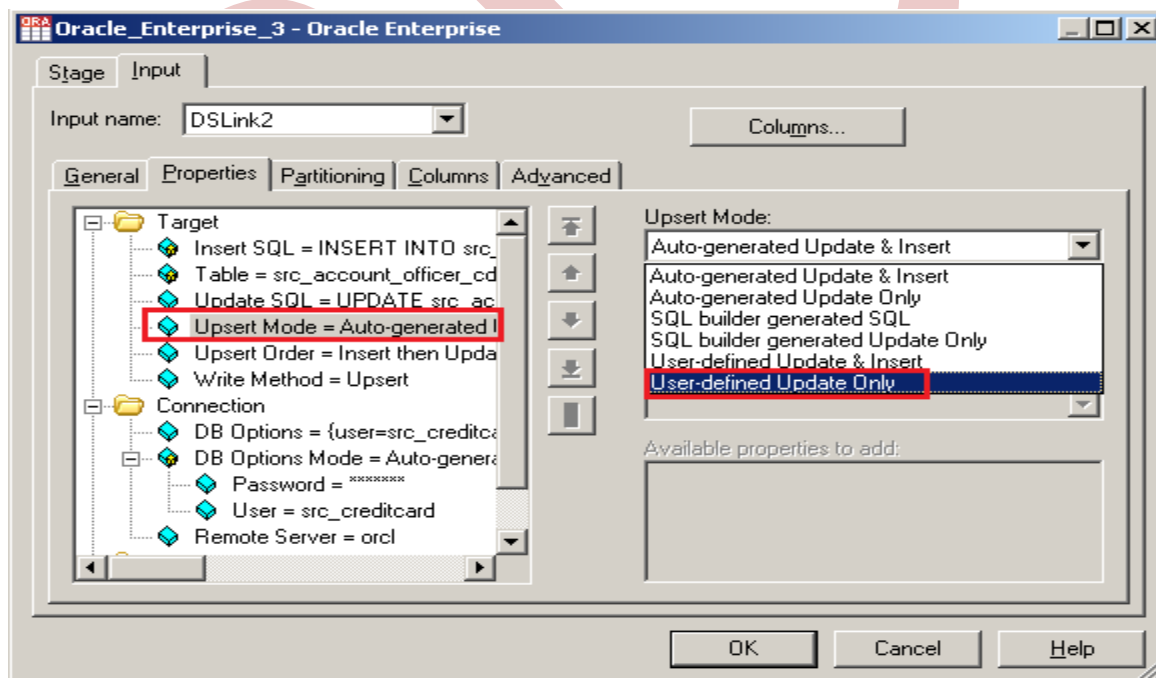 ORA
Oracle_Enterprise_3 - Oracle Enterprise
Stage
Input
Input name:
DSLink2
Columns...
General
Properties
Partitioning
Columns
Advanced
Target
Insert SQL = INSERT INTO src_
Table = src_account_officer_cd
Update SQL = UPDATE src_ac
Upsert Mode = Auto-generated
Upsert Order = Insert then Upda
Write Method = Upsert
Connection
DB Options = {user=src_creditca
DB Options Mode = Auto-genera
Password = *******
User = src_creditcard
Remote Server = orcl
Upsert Mode:
Auto-generated Update & Insert
Auto-generated Update & Insert
Auto-generated Update Only
SQL builder generated SQL
SQL builder generated Update Only
User-defined Update & Insert
User-defined Update Only
Available properties to add:
OK
Cancel
Help